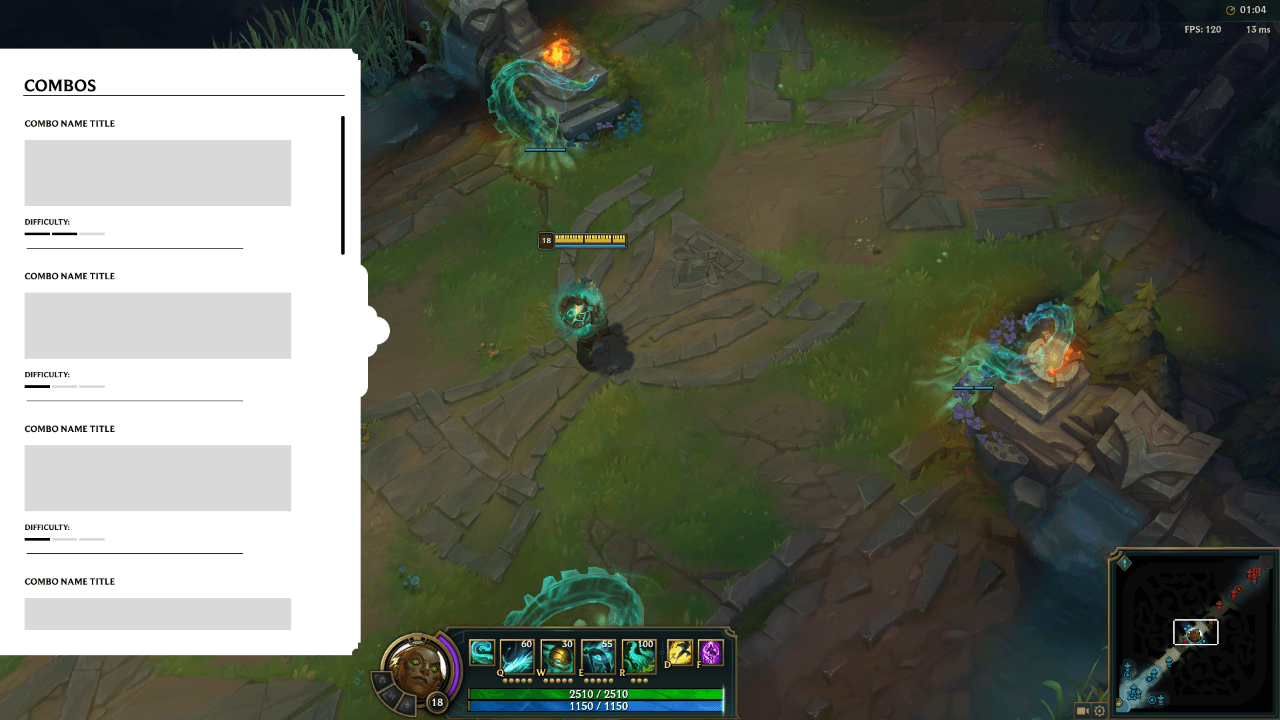 01:04
FPS: 120 13 ms
COMBOS
COMBO NAME TITLE
DIFFICULTY:
COMBO NAME TITLE
DIFFICULTY:
COMBO NAME TITLE
DIFFICULTY:
COMBO NAME TITLE
18
60 30 55 100
Q W E R D F
18
2510 / 2510
1150 / 1150